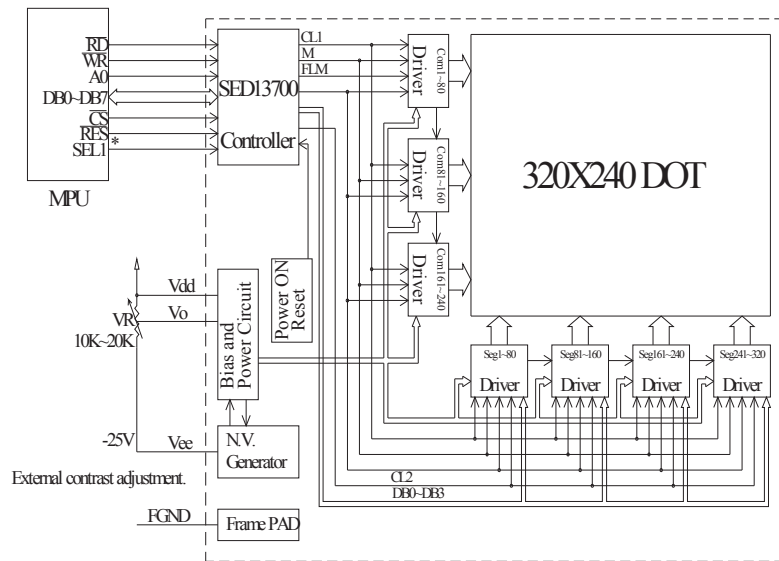 RD
WR
A0
DB0~DB7
CS
RES
SEL1 *
MPU
SED13700
Controller
CL1
M
FLM
Driver
Com1~80
Driver
Com81~160
Driver
Com161~240
320X240 DOT
Power ON
Reset
Bias and
Power Circuit
Vdd
Vo
VR
10K~20K
-25V
Vee
N.V.
Generator
External contrast adjustment.
FGND
Frame PAD
Seg1~80
Driver
Seg81~160
Driver
Seg161~240
Driver
Seg241~320
Driver
CL2
DB0~DB3